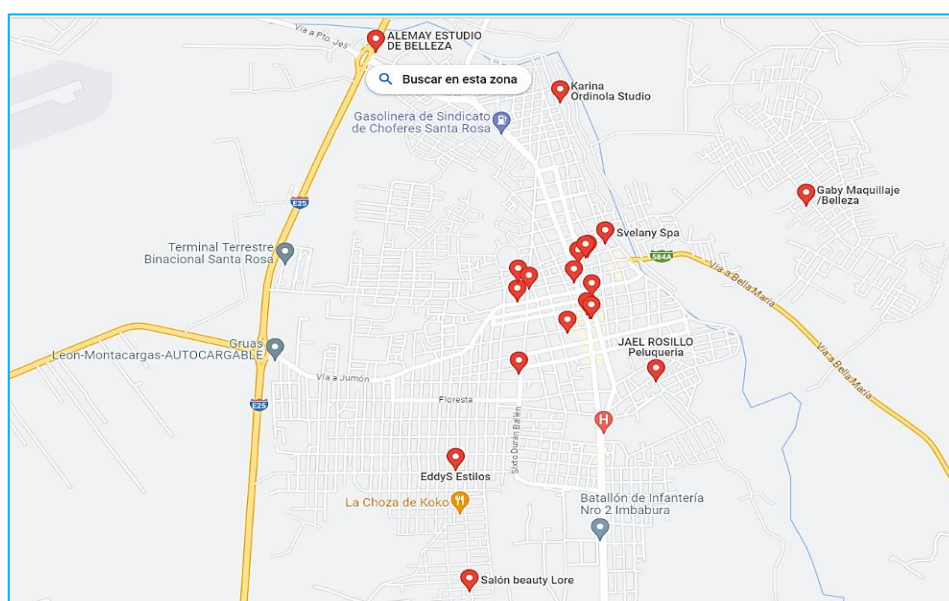 Vía a Pto. Jelí
ALEMAY ESTUDIO
DE BELLEZA
Buscar en esta zona
Karina
Ordinola Studio
Gasolinera de Sindicato
de Choferes Santa Rosa
Gaby Maquillaje
/Belleza
E25
Svelany Spa
Terminal Terrestre
Binacional Santa Rosa
584A
Vía a Bella María
JAEL ROSILLO
Peluqueria
Gruas
Leon-Montacargas-AUTOCARGABLE
Vía a Jumón
Vía a Bella María
E25
Floresta
H
Sixto Durán Ballén
EddyS Estilos
La Choza de Koko
Batallón de Infantería
Nro 2 Imbabura
Salón beauty Lore